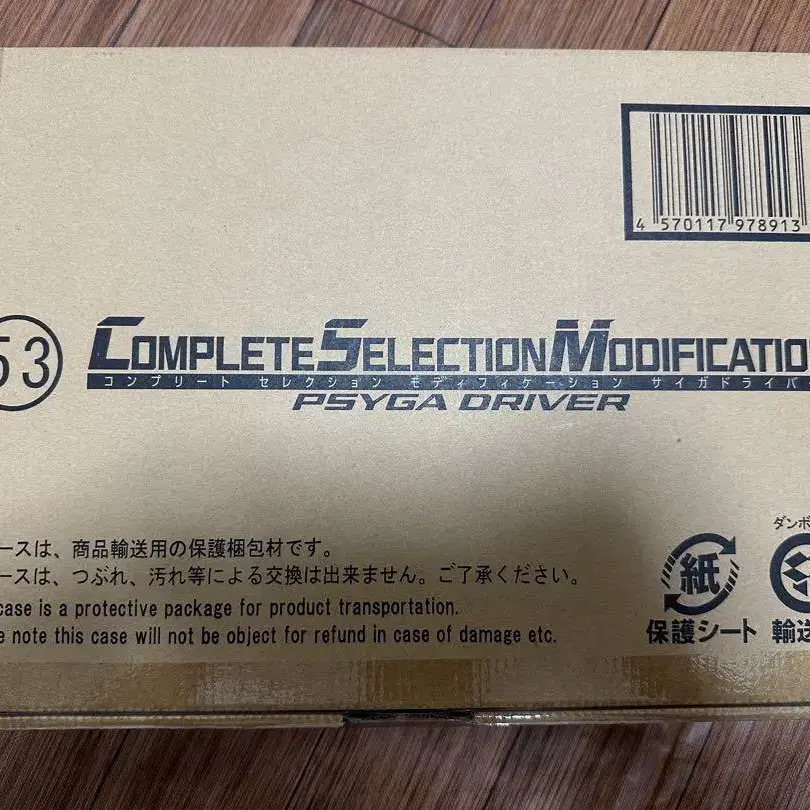 4 570117 978913
53
COMPLETE SELECTION MODIFICATIO
コンプリート セレクション モディフィケーション サイガドライバ
PSYGA DRIVER
ダンボ
ースは、商品輸送用の保護梱包材です。
ースは、つぶれ、汚れ等による交換は出来ません。ご了承ください。
case is a protective package for product transportation.
e note this case will not be object for refund in case of damage etc.
紙
保護シート
輸送